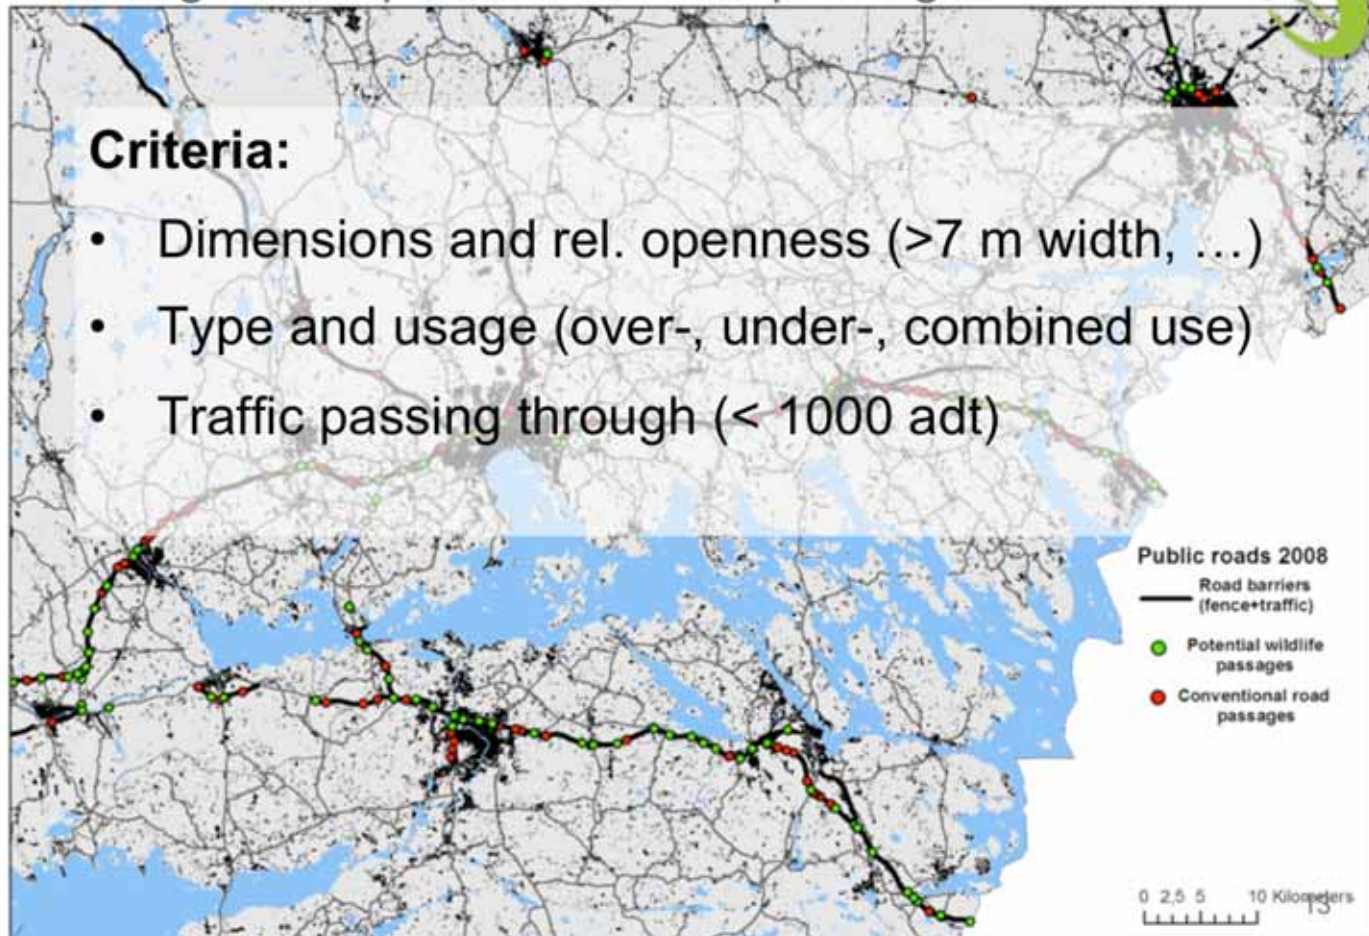 Criteria:
• Dimensions and rel. openness (>7 m width, …)
• Type and usage (over-, under-, combined use)
• Traffic passing through (< 1000 adt)
Public roads 2008
Road barriers
(fence+traffic)
Potential wildlife
passages
Conventional road
passages
0 2,5 5 10 Kilometers
13